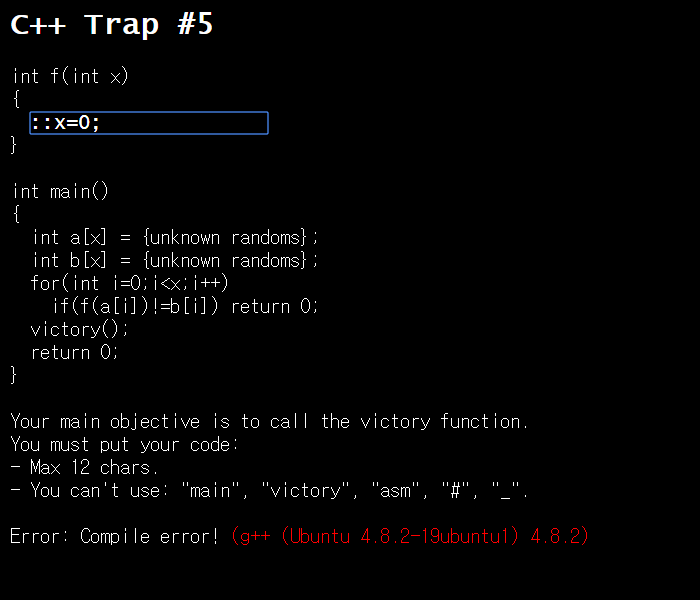 C++ Trap #5
int f(int x)
{
::x=0;
}
int main()
{
int a[x] = {unknown randoms};
int b[x] = {unknown randoms};
for(int i=0;i<x;i++)
if(f(a[i])!=b[i]) return 0;
victory();
return 0;
}
Your main objective is to call the victory function.
You must put your code:
- Max 12 chars.
- You can't use: "main", "victory", "asm", "#", "_".
Error: Compile error! (g++ (Ubuntu 4.8.2-19ubuntu1) 4.8.2)